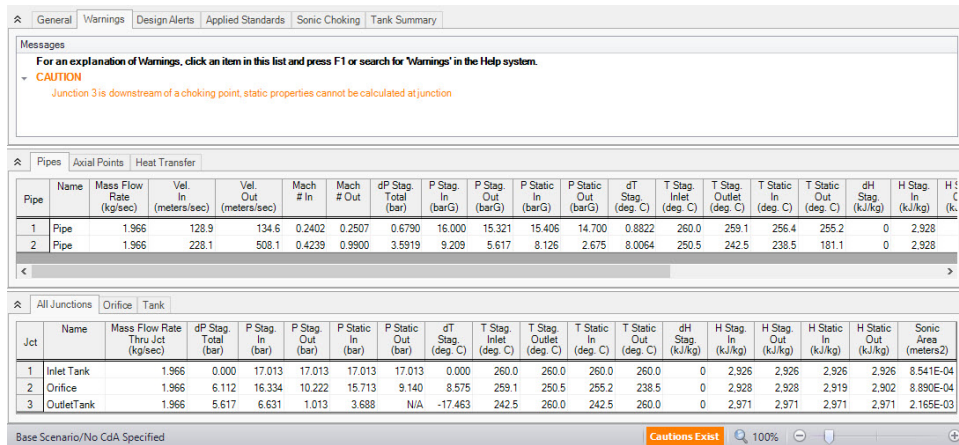 General Warnings Design Alerts Applied Standards Sonic Choking Tank Summary
Messages
For an explanation of Warnings, click an item in this list and press F1 or search for 'Warnings' in the Help system.
CAUTION
Junction 3 is downstream of a choking point, static properties cannot be calculated at junction
Pipes Axial Points Heat Transfer
Pipe Name Mass Flow Rate (kg/sec) Vel. In (meters/sec) Vel. Out (meters/sec) Mach # In Mach # Out dP Stag. Total (bar) P Stag. In (barG) P Stag. Out (barG) P Static In (barG) P Static Out (barG) dT Stag. (deg. C) T Stag. Inlet (deg. C) T Stag. Outlet (deg. C) T Static In (deg. C) T Static Out (deg. C) dH Stag. (kJ/kg) H Stag. In (kJ/kg)
1 Pipe 1.966 128.9 134.6 0.2402 0.2507 0.6790 16.000 15.321 15.406 14.700 0.8822 260.0 259.1 256.4 255.2 0 2,928
2 Pipe 1.966 228.1 508.1 0.4239 0.9900 3.5919 9.209 5.617 8.126 2.675 8.0064 250.5 242.5 238.5 181.1 0 2,928
All Junctions Orifice Tank
Jct Name Mass Flow Rate Thru Jct (kg/sec) dP Stag. Total (bar) P Stag. In (bar) P Stag. Out (bar) P Static In (bar) P Static Out (bar) dT Stag. (deg. C) T Stag. Inlet (deg. C) T Stag. Outlet (deg. C) T Static In (deg. C) T Static Out (deg. C) dH Stag. (kJ/kg) H Stag. In (kJ/kg) H Stag. Out (kJ/kg) H Static In (kJ/kg) H Static Out (kJ/kg) Sonic Area (meters2)
1 Inlet Tank 1.966 0.000 17.013 17.013 17.013 17.013 0.000 260.0 260.0 260.0 260.0 0 2,926 2,926 2,926 2,926 8.541E-04
2 Orifice 1.966 6.112 16.334 10.222 15.713 9.140 8.575 259.1 250.5 255.2 238.5 0 2,928 2,928 2,919 2,902 8.890E-04
3 OutletTank 1.966 5.617 6.631 1.013 3.688 N/A -17.463 242.5 260.0 242.5 260.0 0 2,971 2,971 2,971 2,971 2.165E-03
Base Scenario/No CdA Specified Cautions Exist 100%